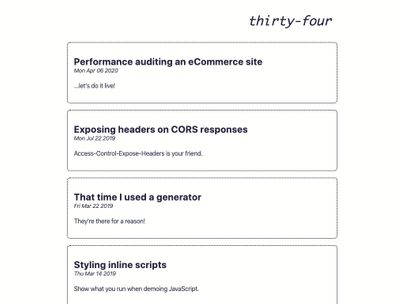 thirty-four
Performance auditing an eCommerce site
Mon Apr 06 2020
...let's do it live!
Exposing headers on CORS responses
Mon Jul 22 2019
Access-Control-Expose-Headers is your friend.
That time I used a generator
Fri Mar 22 2019
They're there for a reason!
Styling inline scripts
Thu Mar 14 2019
Show what you run when demoing JavaScript.